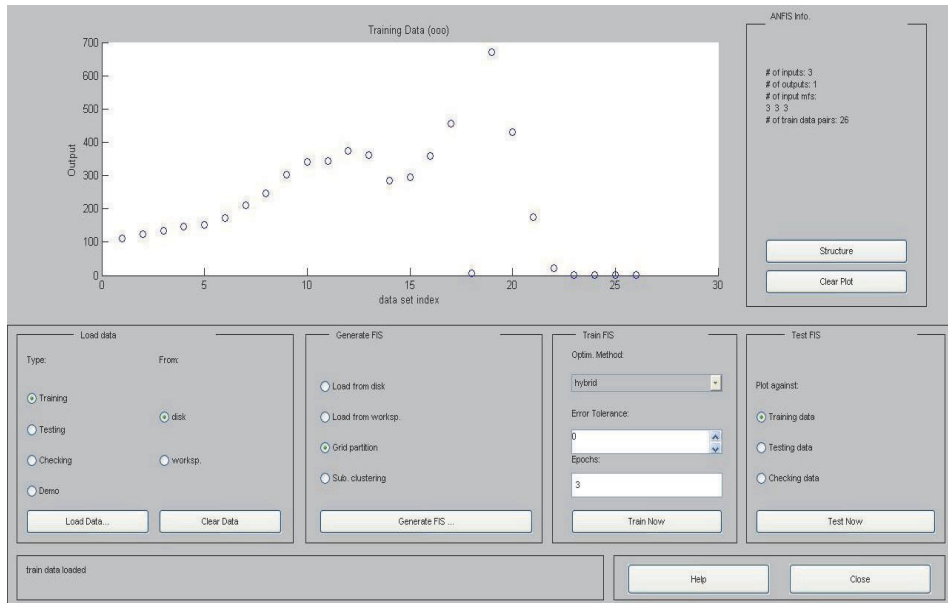 Training Data (ooo)
700
600
500
400
300
200
100
0
Output
0 5 10 15 20 25 30
data set index
ANFIS Info.
# of inputs: 3
# of outputs: 1
# of input mfs:
3 3 3
# of train data pairs: 26
Structure
Clear Plot
Load data
Type:
From:
Training
disk
Testing
Checking
worksp.
Demo
Load Data...
Clear Data
Generate FIS
Load from disk
Load from worksp.
Grid partition
Sub. clustering
Generate FIS ...
Train FIS
Optim. Method:
hybrid
Error Tolerance:
0
Epochs:
3
Train Now
Test FIS
Plot against:
Training data
Testing data
Checking data
Test Now
train data loaded
Help
Close